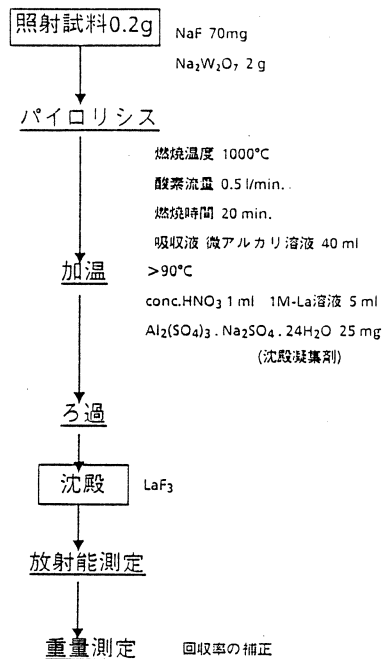 照射試料0.2g
NaF 70mg
Na₂W₂O₇ 2 g
パイロリシス
燃焼温度 1000°C
酸素流量 0.5 l/min.
燃焼時間 20 min.
吸収液 微アルカリ溶液 40 ml
加温
>90°C
conc.HNO₃ 1 ml 1M-La溶液 5 ml
Al₂(SO₄)₃ . Na₂SO₄ . 24H₂O 25 mg
(沈殿凝集剤)
ろ過
沈殿
LaF₃
放射能測定
重量測定
回収率の補正